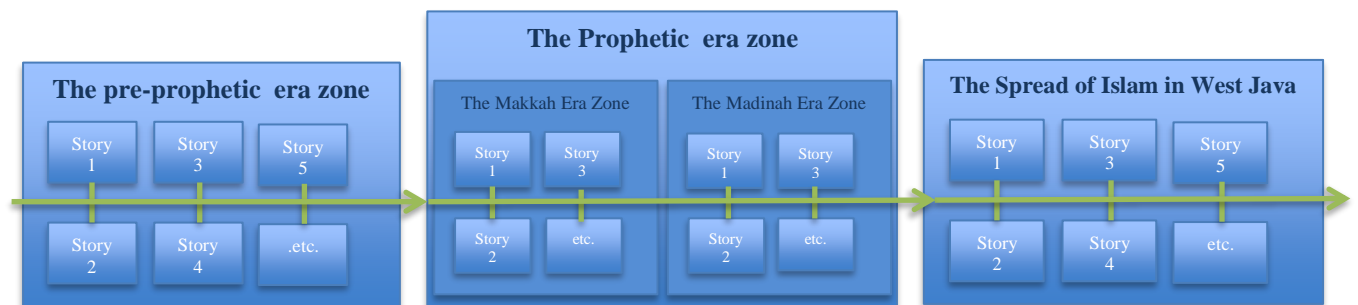 The pre-prophetic era zone
Story
1
Story
3
Story
5
Story
2
Story
4
.etc.
The Prophetic era zone
The Makkah Era Zone
Story
1
Story
3
Story
2
etc.
The Madinah Era Zone
Story
1
Story
3
Story
2
etc.
The Spread of Islam in West Java
Story
1
Story
3
Story
5
Story
2
Story
4
etc.